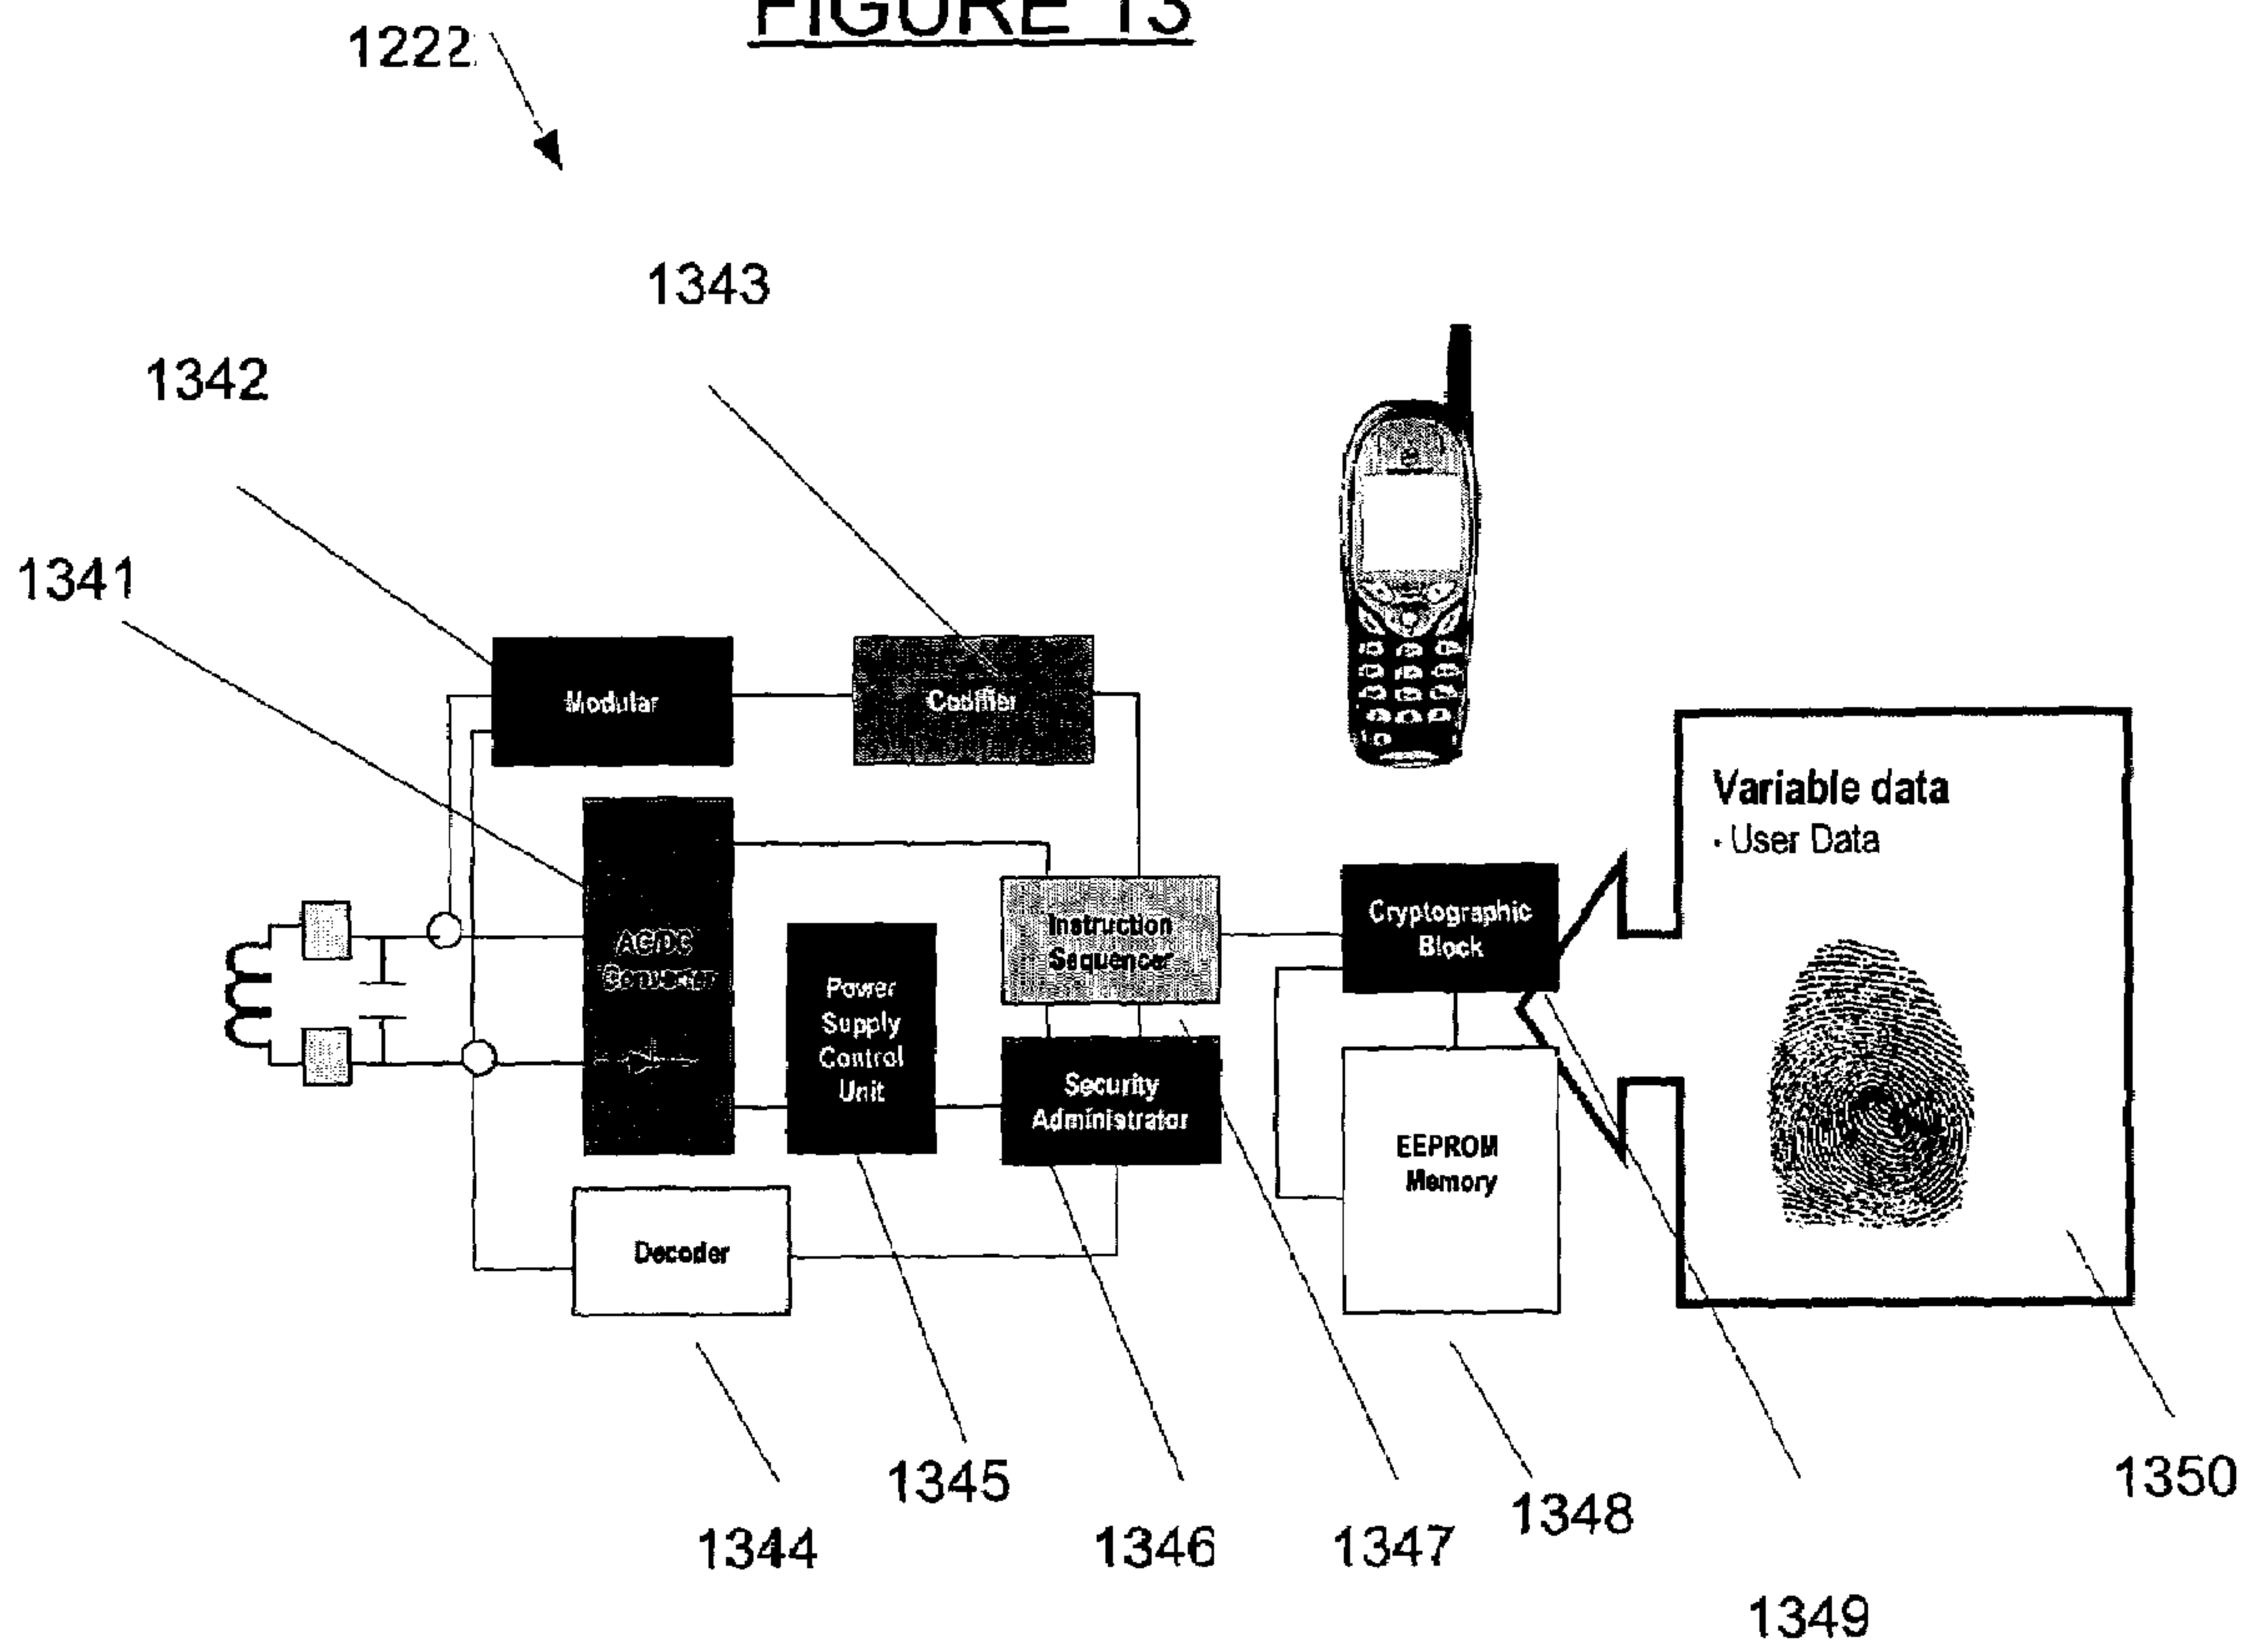 FIGURE 13
1222
1343
1342
1341
Modular
Codifier
Variable data
· User Data
AC/DC
Converter
Power
Supply
Control
Unit
Instruction
Sequencer
Cryptographic
Block
Security
Administrator
EEPROM
Memory
Decoder
1345
1350
1348
1344
1346
1347
1349